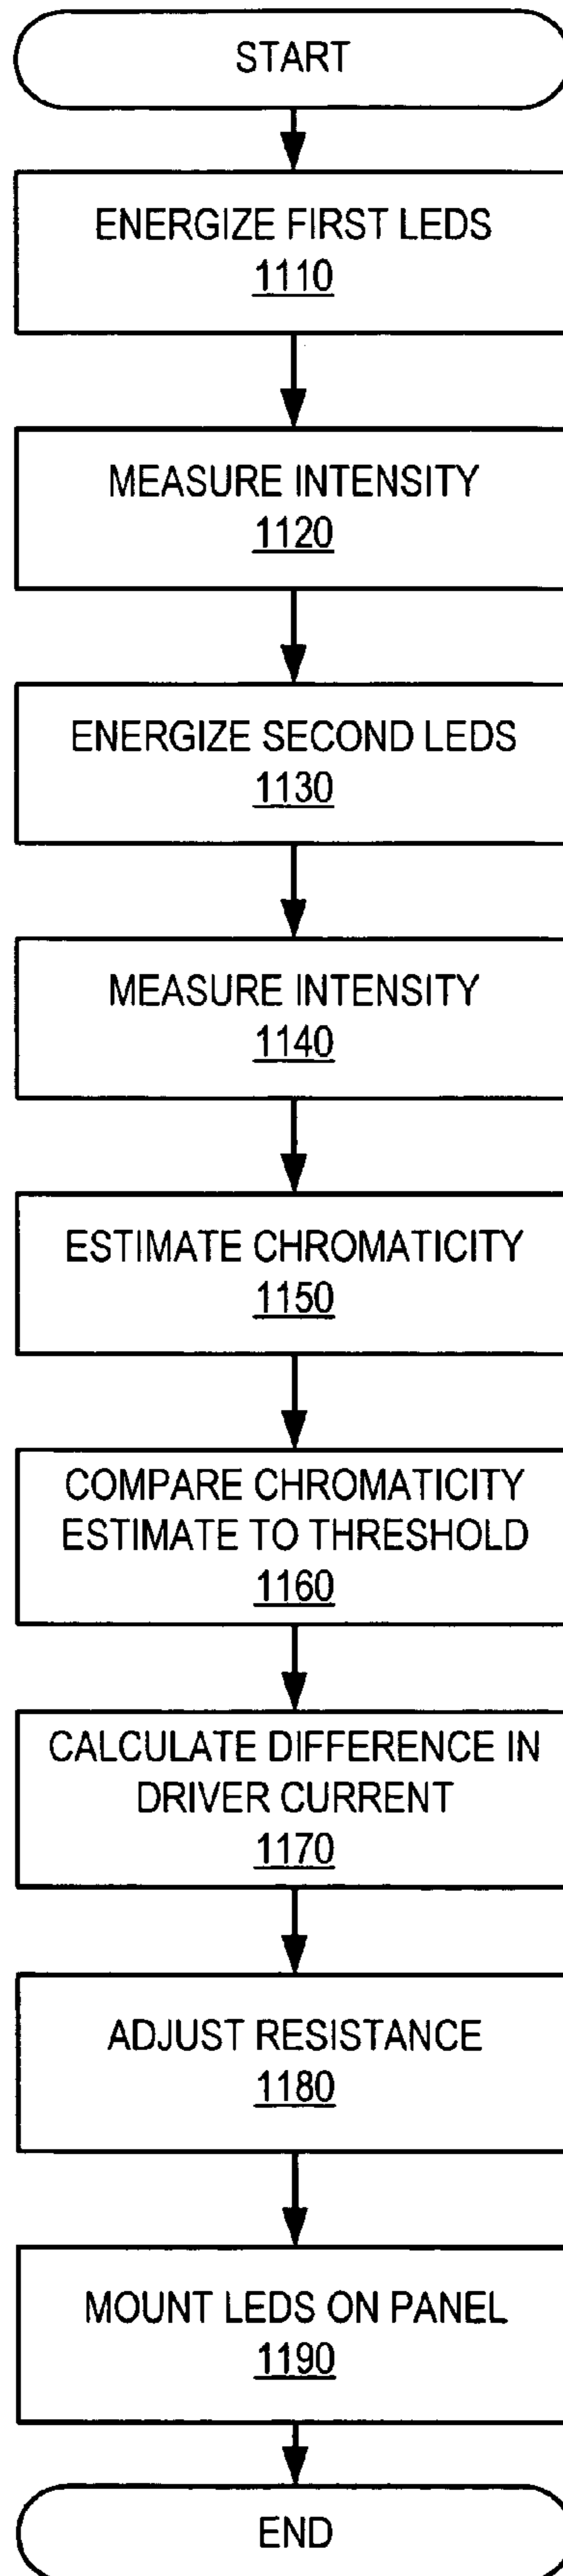 START
ENERGIZE FIRST LEDS
1110
MEASURE INTENSITY
1120
ENERGIZE SECOND LEDS
1130
MEASURE INTENSITY
1140
ESTIMATE CHROMATICITY
1150
COMPARE CHROMATICITY
ESTIMATE TO THRESHOLD
1160
CALCULATE DIFFERENCE IN
DRIVER CURRENT
1170
ADJUST RESISTANCE
1180
MOUNT LEDS ON PANEL
1190
END